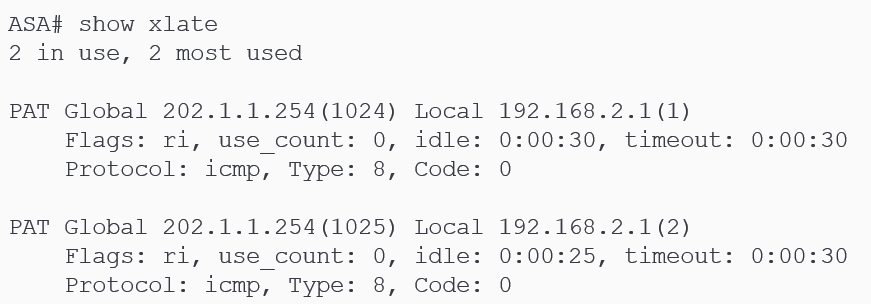 ASA# show xlate
2 in use, 2 most used
PAT Global 202.1.1.254(1024) Local 192.168.2.1(1)
Flags: ri, use_count: 0, idle: 0:00:30, timeout: 0:00:30
Protocol: icmp, Type: 8, Code: 0
PAT Global 202.1.1.254(1025) Local 192.168.2.1(2)
Flags: ri, use_count: 0, idle: 0:00:25, timeout: 0:00:30
Protocol: icmp, Type: 8, Code: 0